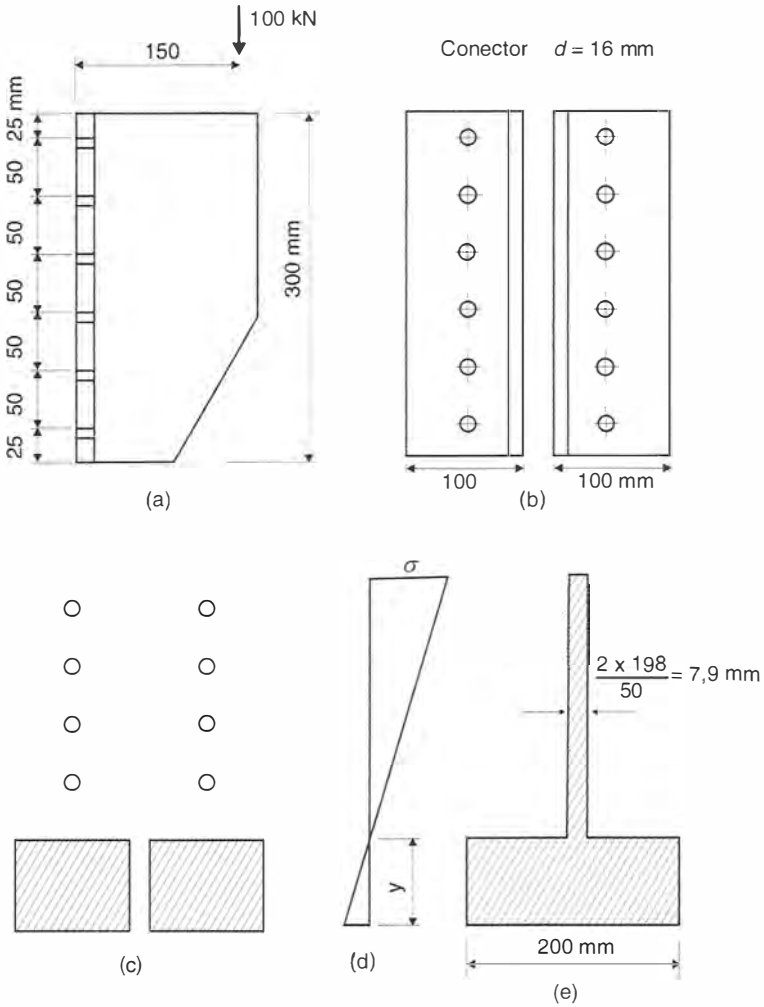 100 kN
150
Conector d = 16 mm
25 mm
50
50
50
50
50
25
300 mm
(a)
100
100 mm
(b)
σ
2 x 198
50
= 7,9 mm
y
200 mm
(c)
(d)
(e)